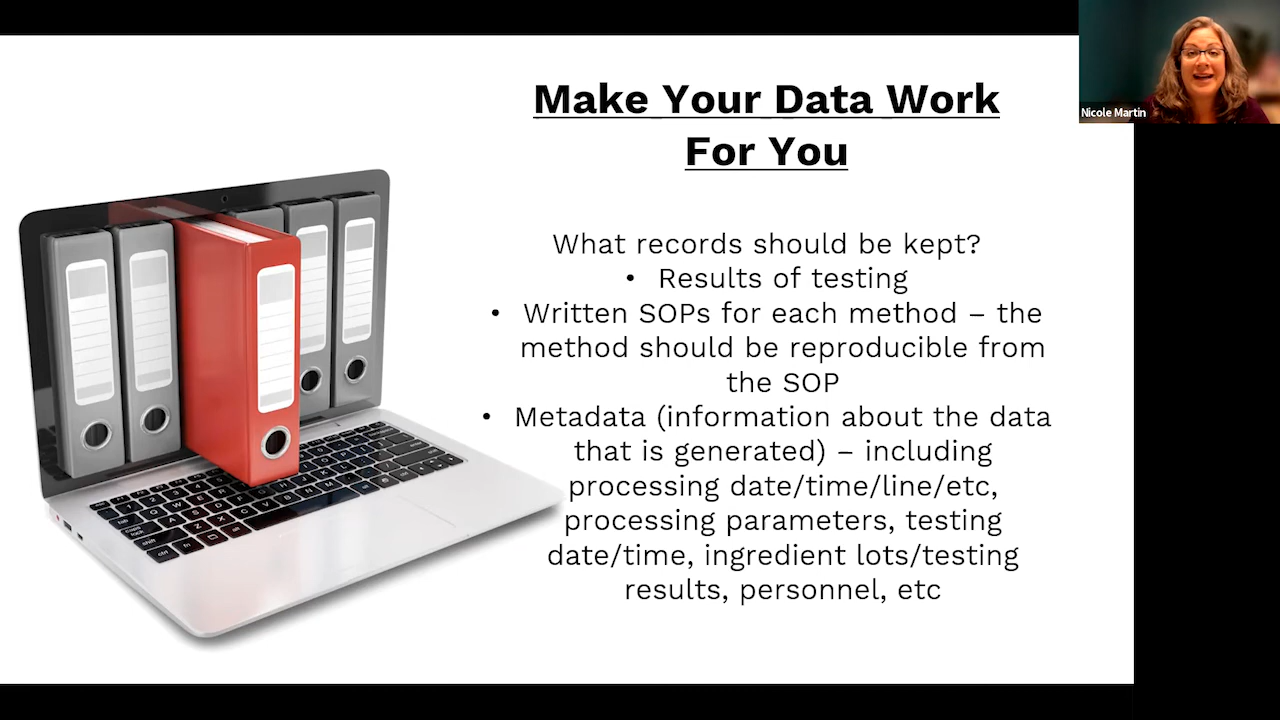 Make Your Data Work
For You
Nicole Martin
What records should be kept?
• Results of testing
• Written SOPs for each method – the
method should be reproducible from
the SOP
• Metadata (information about the data
that is generated) – including
processing date/time/line/etc,
processing parameters, testing
date/time, ingredient lots/testing
results, personnel, etc